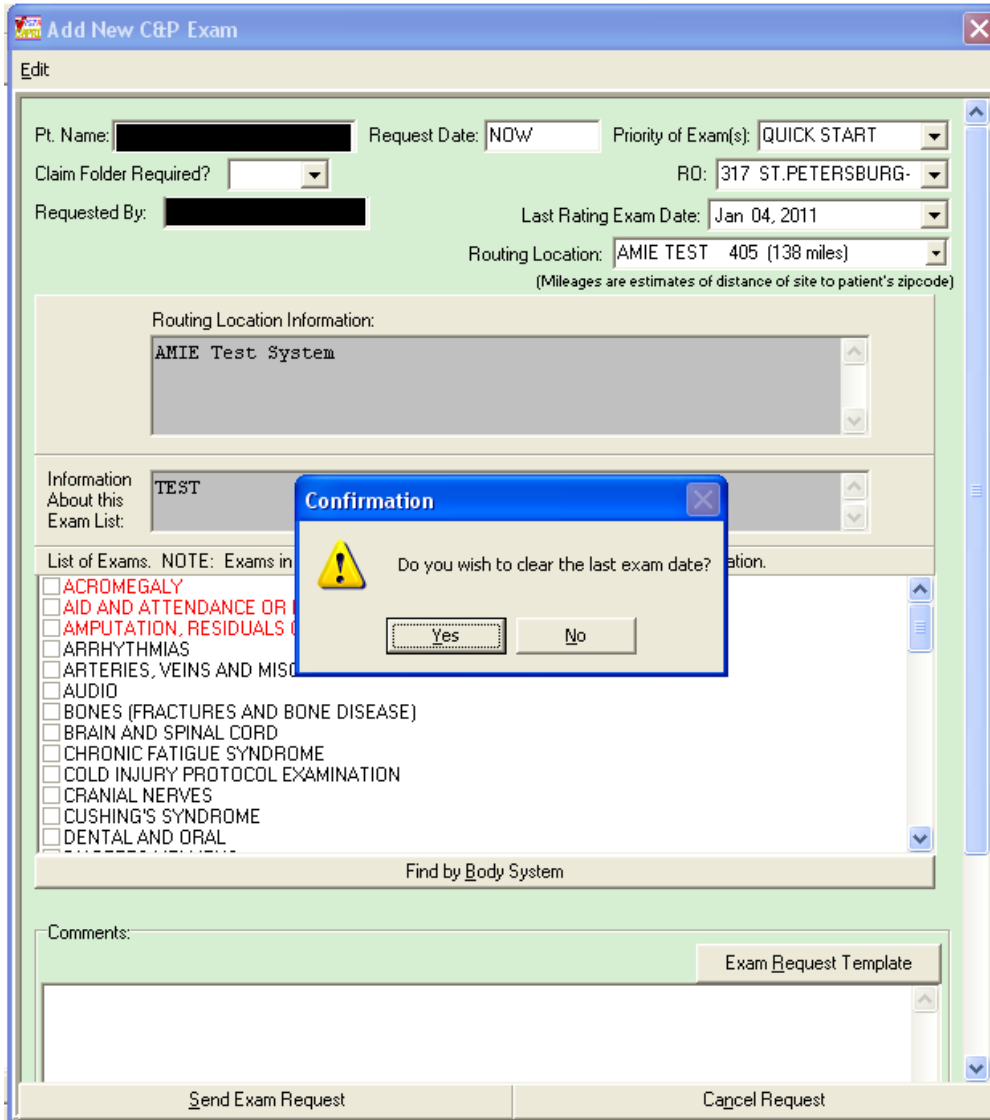 Add New C&P Exam
Edit
Pt. Name: Request Date: NOW Priority of Exam(s): QUICK START
Claim Folder Required? RO: 317 ST.PETERSBURG-
Requested By: Last Rating Exam Date: Jan 04, 2011
Routing Location: AMIE TEST 405 (138 miles)
(Mileages are estimates of distance of site to patient's zipcode)
Routing Location Information:
AMIE Test System
Information
About this
Exam List:
TEST
Confirmation
Do you wish to clear the last exam date?
Yes No
List of Exams. NOTE: Exams in ation.
ACROMEGALY
AID AND ATTENDANCE OR
AMPUTATION, RESIDUALS
ARRHYTHMIAS
ARTERIES, VEINS AND MISC
AUDIO
BONES (FRACTURES AND BONE DISEASE)
BRAIN AND SPINAL CORD
CHRONIC FATIGUE SYNDROME
COLD INJURY PROTOCOL EXAMINATION
CRANIAL NERVES
CUSHING'S SYNDROME
DENTAL AND ORAL
Find by Body System
Comments:
Exam Request Template
Send Exam Request Cancel Request